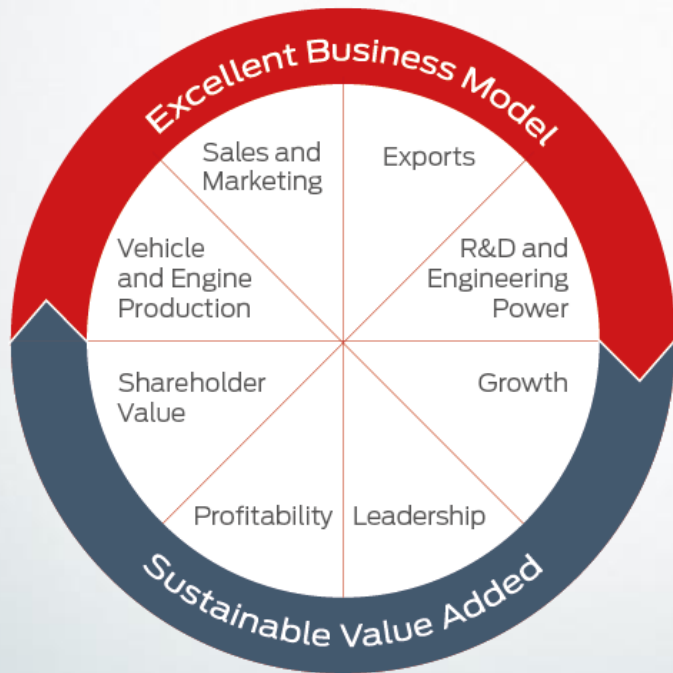 Excellent Business Model
Sales and
Marketing
Exports
Vehicle
and Engine
Production
R&D and
Engineering
Power
Shareholder
Value
Growth
Profitability
Leadership
Sustainable Value Added